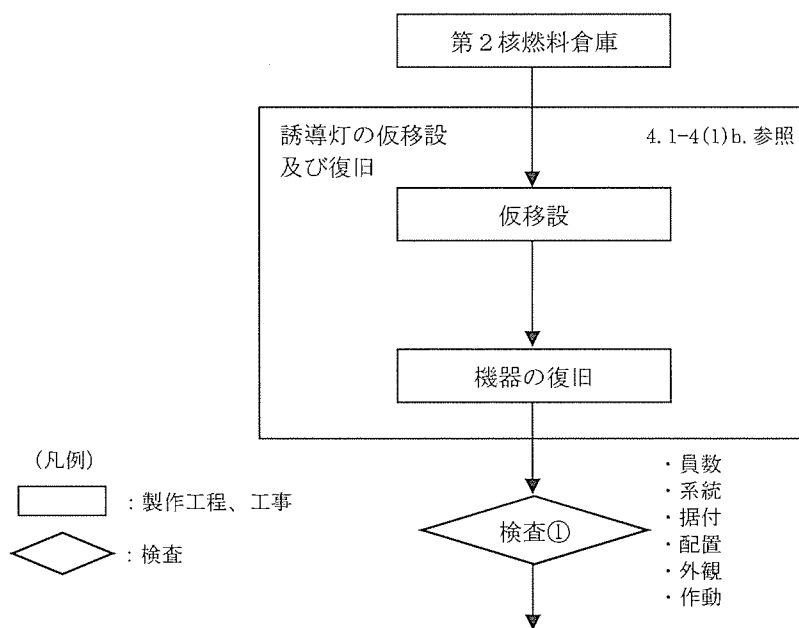 第２核燃料倉庫
誘導灯の仮移設
及び復旧
4.1-4(1)b.参照
仮移設
機器の復旧
検査①
・員数
・系統
・据付
・配置
・外観
・作動
(凡例)
：製作工程、工事
：検査